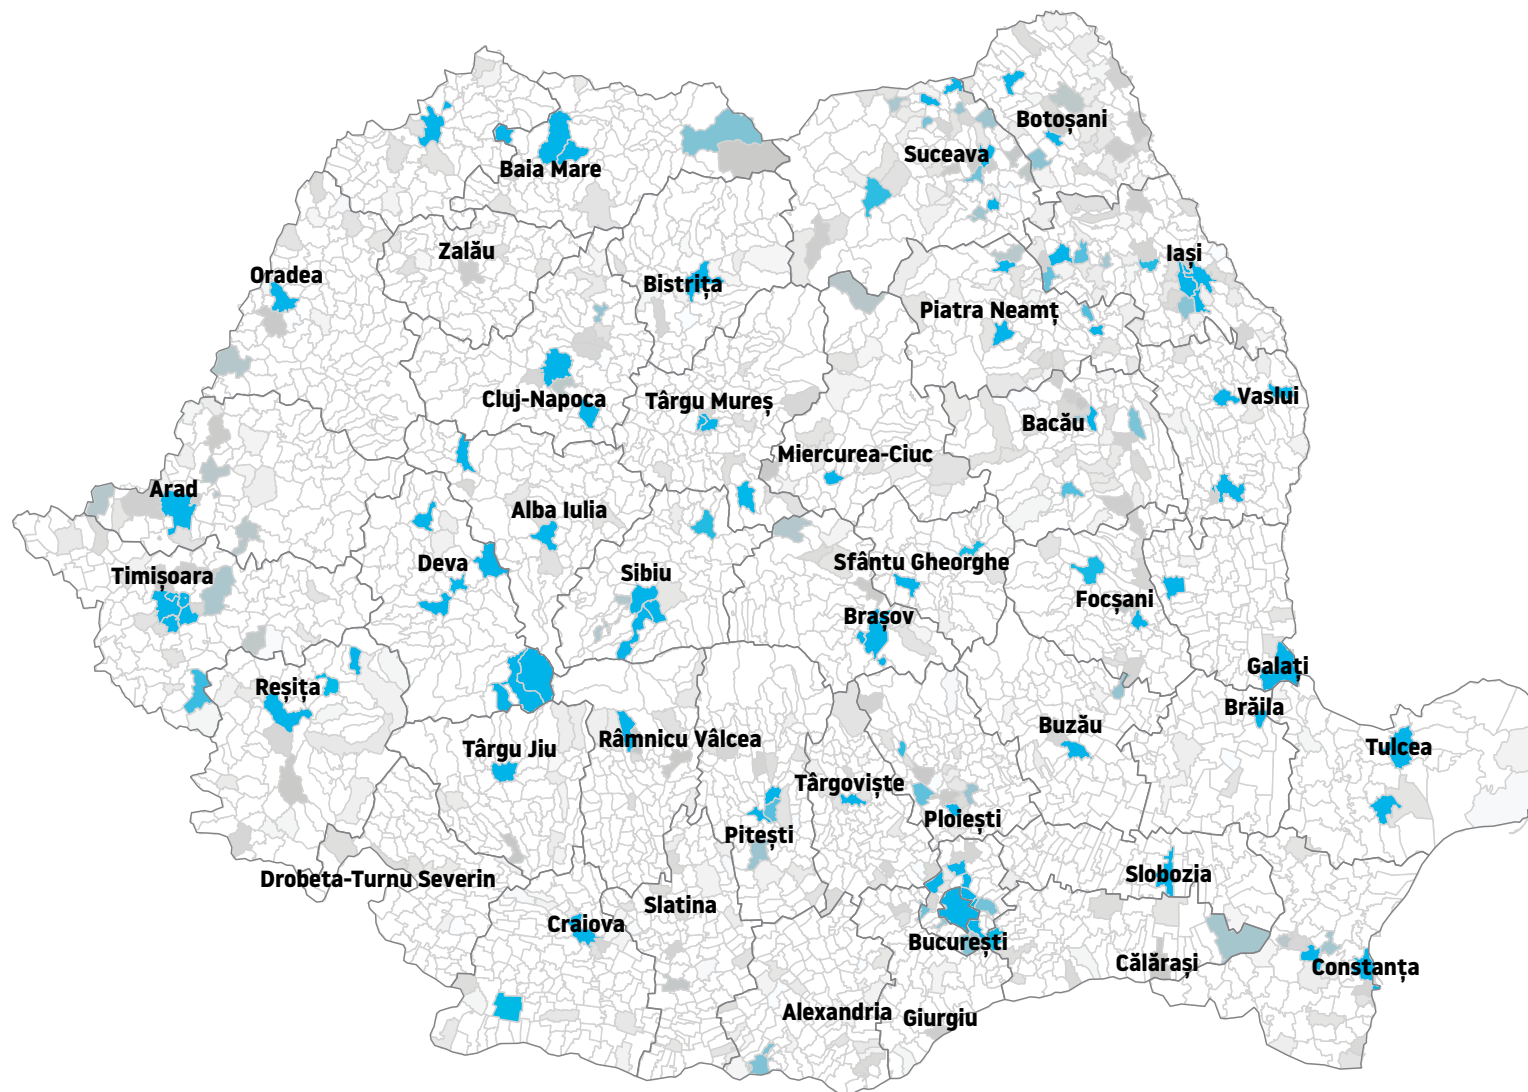 Botoșani
Suceava
Baia Mare
Zalău
Iași
Oradea
Bistrița
Piatra Neamț
Cluj-Napoca
Târgu Mureș
Vaslui
Bacău
Miercurea-Ciuc
Arad
Alba Iulia
Deva
Sfântu Gheorghe
Timișoara
Sibiu
Focșani
Brașov
Galați
Reșița
Brăila
Buzău
Râmnicu Vâlcea
Târgu Jiu
Tulcea
Târgoviște
Ploiești
Pitești
Slobozia
Drobeta-Turnu Severin
Slatina
Craiova
București
Călărași
Constanța
Alexandria
Giurgiu